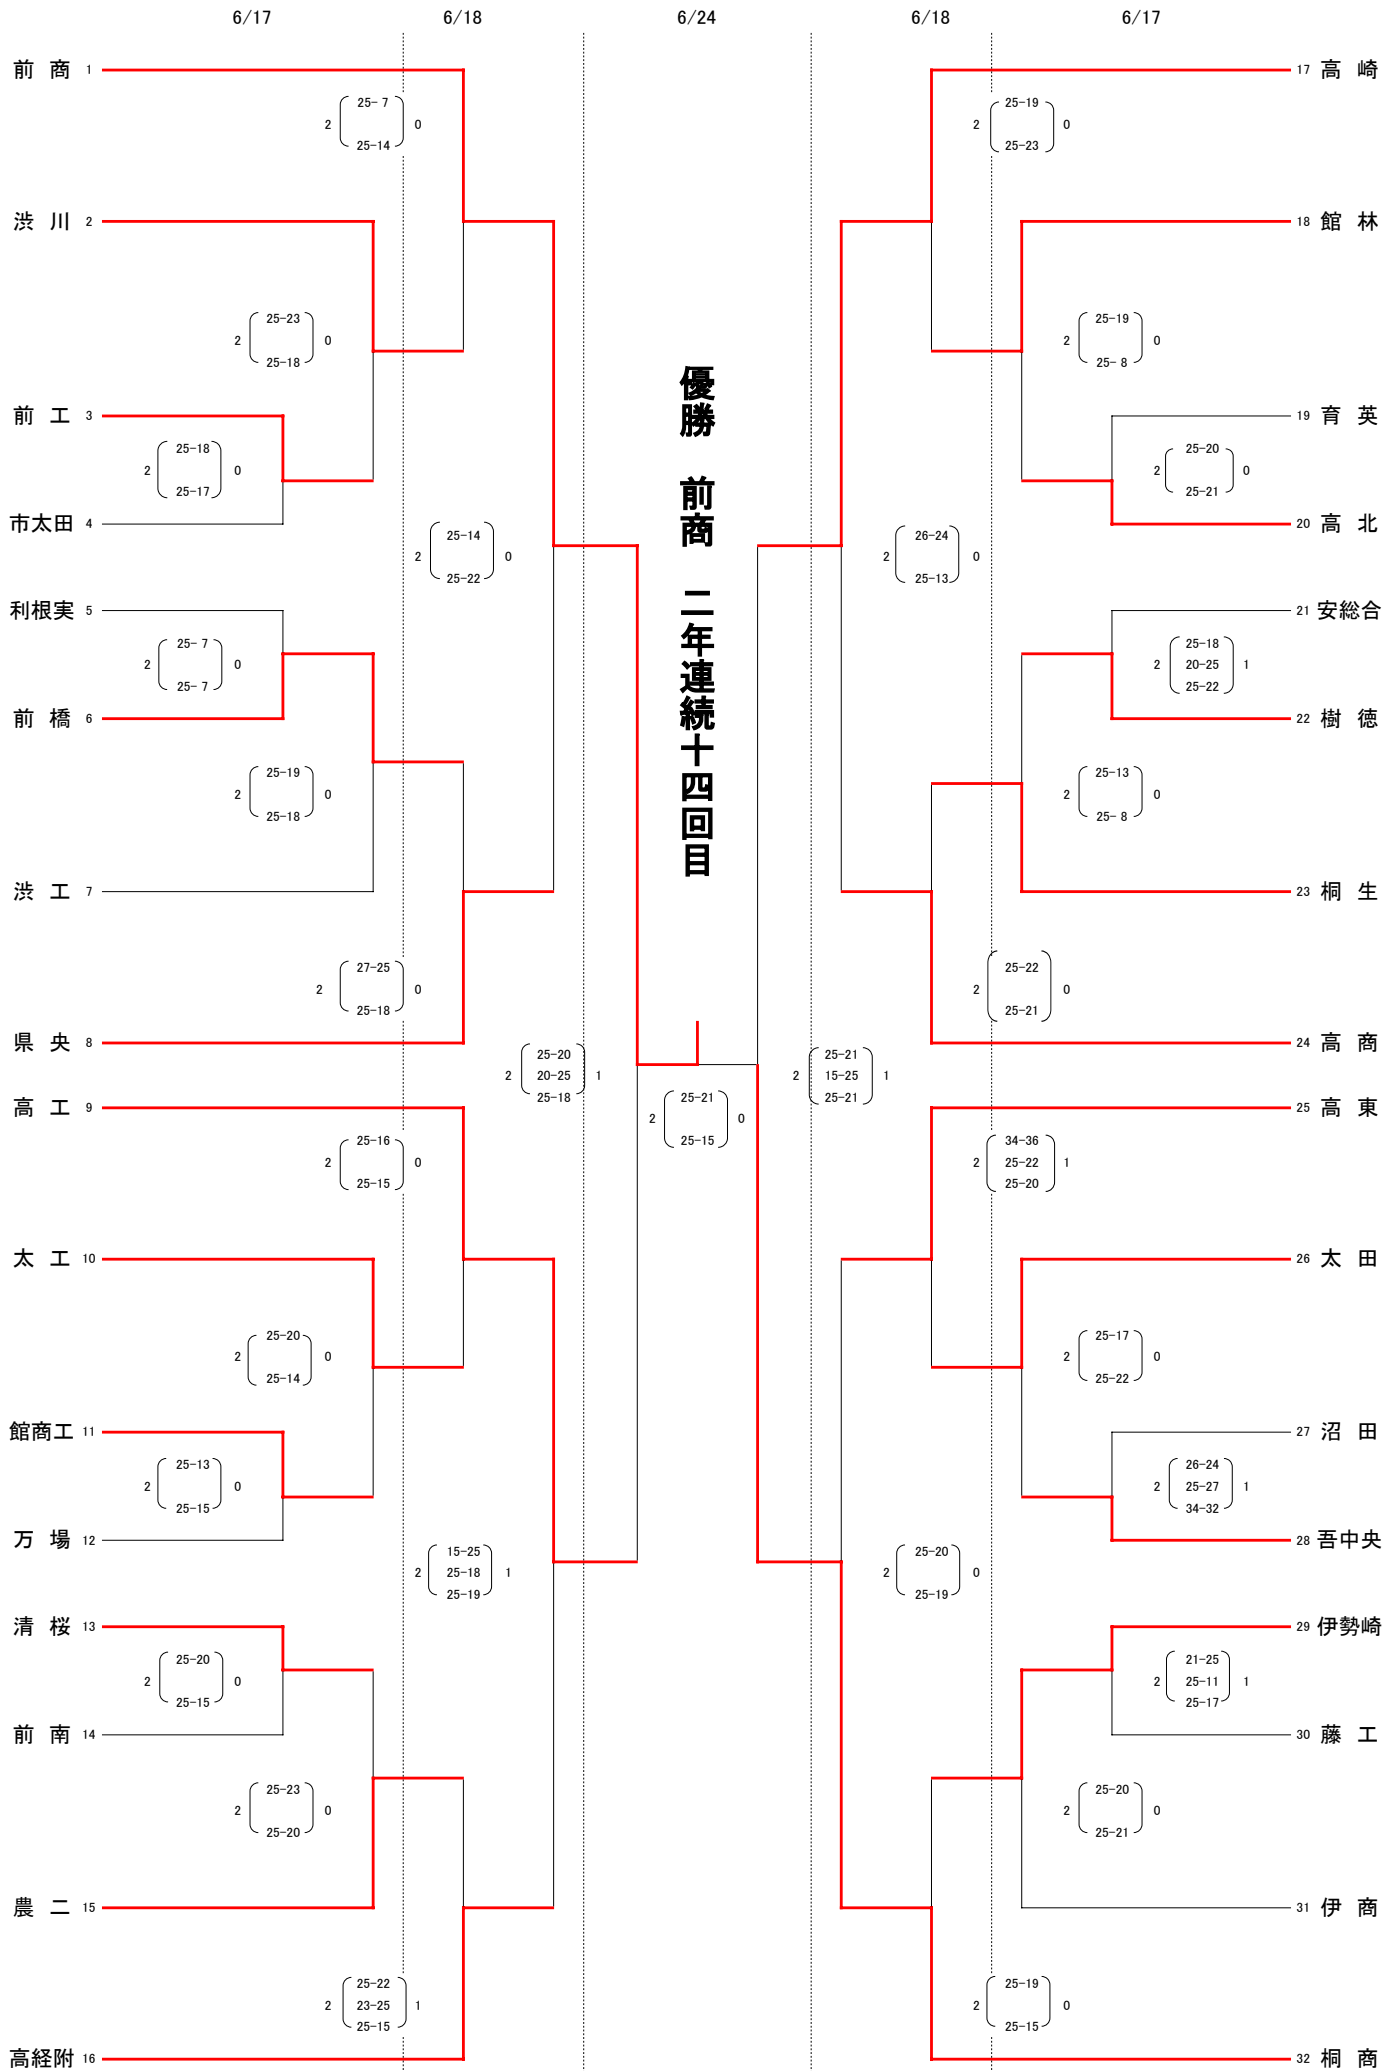 6/17 6/18 6/24 6/18 6/17
前 商 1
17 高 崎
2 25- 7 0
25-14
2 25-19 0
25-23
渋 川 2
18 館 林
2 25-23 0
25-18
2 25-19 0
25- 8
優勝 前商 二年連続十四回目
前 工 3
19 育 英
2 25-18 0
25-17
2 25-20 0
25-21
市太田 4
20 高 北
2 25-14 0
25-22
2 26-24 0
25-13
利根実 5
21 安総合
2 25- 7 0
25- 7
2 25-18 1
20-25
25-22
前 橋 6
22 樹 徳
2 25-19 0
25-18
2 25-13 0
25- 8
渋 工 7
23 桐 生
2 27-25 0
25-18
2 25-22 0
25-21
県 央 8
24 高 商
2 25-20 1
20-25
25-18
2 25-21 1
15-25
25-21
2 25-21 0
25-15
高 工 9
25 高 東
2 25-16 0
25-15
2 34-36 1
25-22
25-20
太 工 10
26 太 田
2 25-20 0
25-14
2 25-17 0
25-22
館商工 11
27 沼 田
2 25-13 0
25-15
2 26-24 1
25-27
34-32
万 場 12
28 吾中央
2 15-25 1
25-18
25-19
2 25-20 0
25-19
清 桜 13
29 伊勢崎
2 25-20 0
25-15
2 21-25 1
25-11
25-17
前 南 14
30 藤 工
2 25-23 0
25-20
2 25-20 0
25-21
農 二 15
31 伊 商
2 25-22 1
23-25
25-15
2 25-19 0
25-15
高経附 16
32 桐 商